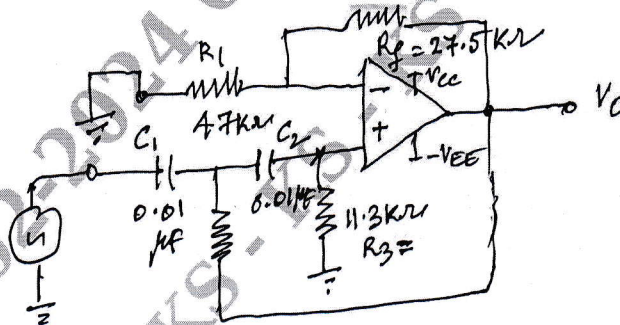 R1
Rf = 27.5 KΩ
VCC
47KΩ
-
+
VO
-VEE
C1
C2
0.01
μf
0.01μf
11.3KΩ
R3=